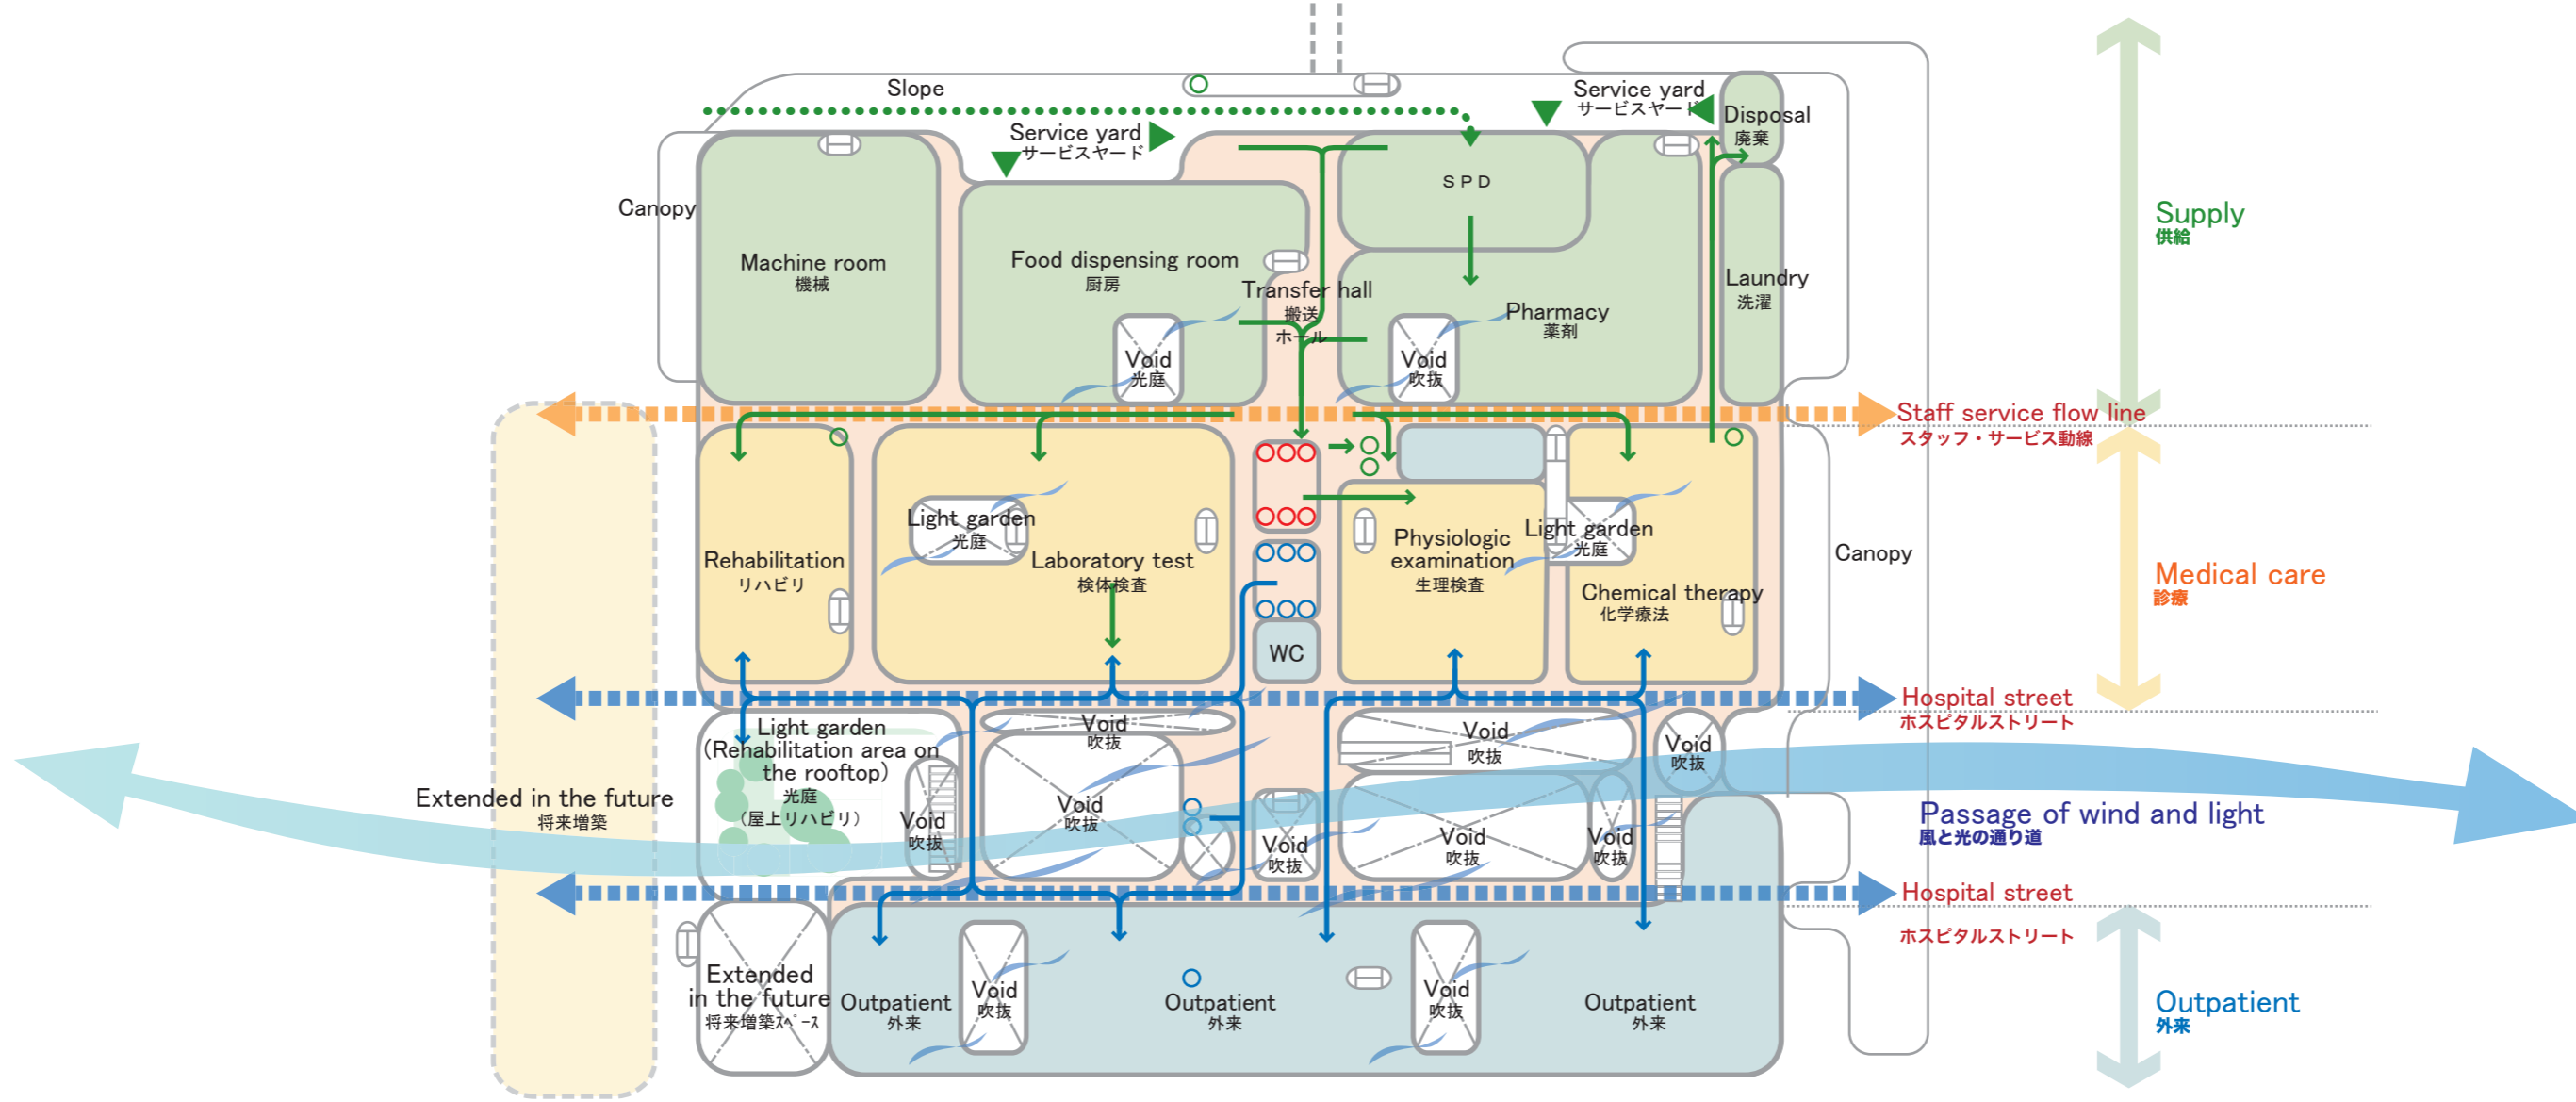 Slope
Service yard
サービスヤード
Service yard
サービスヤード
Disposal
廃棄
Canopy
Machine room
機械
Food dispensing room
厨房
Transfer hall
搬送
ホール
SPD
Pharmacy
薬剤
Laundry
洗濯
Void
光庭
Void
吹抜
Supply
供給
Staff service flow line
スタッフ・サービス動線
Rehabilitation
リハビリ
Light garden
光庭
Laboratory test
検体検査
WC
Physiologic
examination
生理検査
Light garden
光庭
Chemical therapy
化学療法
Canopy
Medical care
診療
Hospital street
ホスピタルストリート
Light garden
(Rehabilitation area on
the rooftop)
光庭
(屋上リハビリ)
Void
吹抜
Void
吹抜
Void
吹抜
Void
吹抜
Void
吹抜
Void
吹抜
Void
吹抜
Void
吹抜
Extended in the future
将来増築
Passage of wind and light
風と光の通り道
Hospital street
ホスピタルストリート
Extended
in the future
将来増築ｽﾍﾟｰｽ
Outpatient
外来
Void
吹抜
Outpatient
外来
Void
吹抜
Outpatient
外来
Outpatient
外来